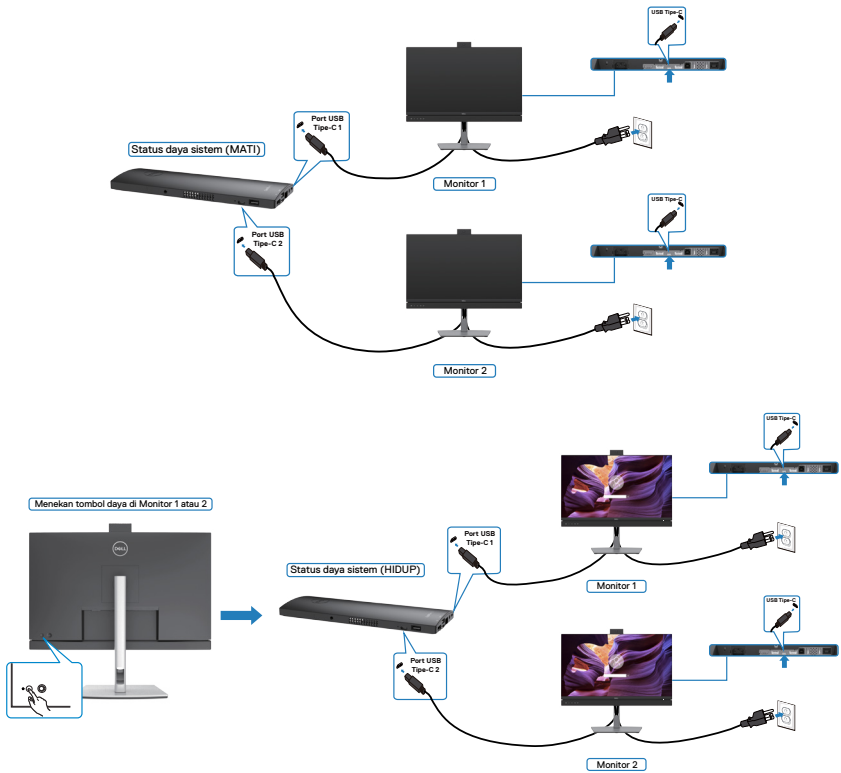 USB Tipe-C
Port USB
Tipe-C 1
Status daya sistem (MATI)
Monitor 1
USB Tipe-C
Port USB
Tipe-C 2
Monitor 2
USB Tipe-C
Menekan tombol daya di Monitor 1 atau 2
DELL
Port USB
Tipe-C 1
Status daya sistem (HIDUP)
Monitor 1
USB Tipe-C
Port USB
Tipe-C 2
Monitor 2